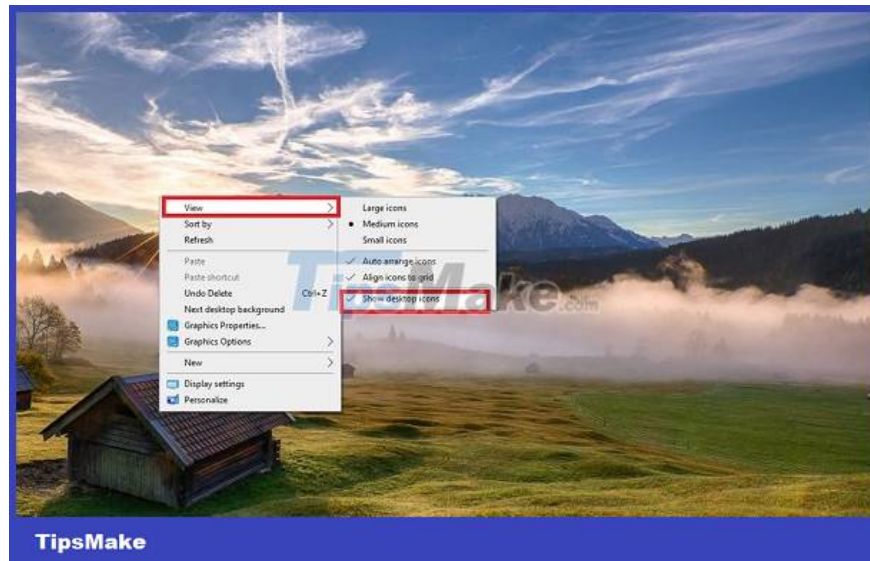 View
Sort by
Refresh
Paste
Paste shortcut
Undo Delete Ctrl+Z
Next desktop background
Graphics Properties...
Graphics Options
New
Display settings
Personalize
Large icons
Medium icons
Small icons
Auto arrange icons
Align icons to grid
Show desktop icons
TipsMake.com
TipsMake